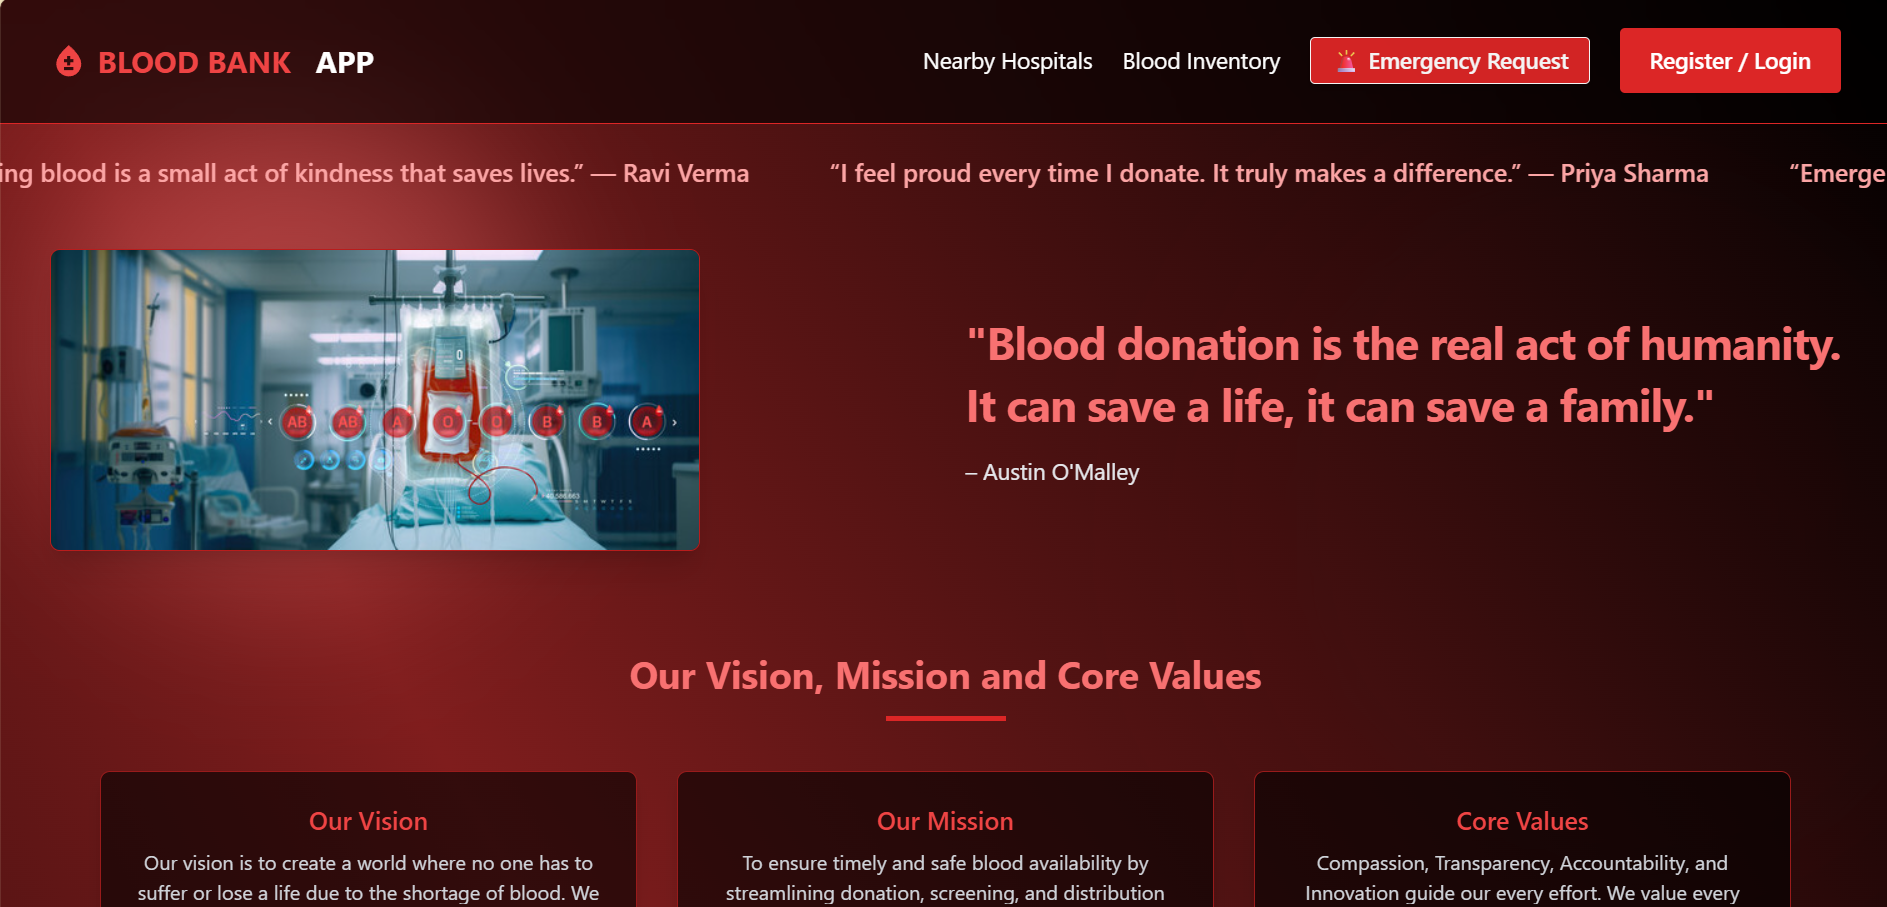 BLOOD BANK APP
Nearby Hospitals
Blood Inventory
🚨 Emergency Request
Register / Login
ing blood is a small act of kindness that saves lives.” — Ravi Verma
“I feel proud every time I donate. It truly makes a difference.” — Priya Sharma
“Emerge
AB AB A O O B B A
"Blood donation is the real act of humanity.
It can save a life, it can save a family."
– Austin O'Malley
Our Vision, Mission and Core Values
Our Vision
Our vision is to create a world where no one has to
suffer or lose a life due to the shortage of blood. We
Our Mission
To ensure timely and safe blood availability by
streamlining donation, screening, and distribution
Core Values
Compassion, Transparency, Accountability, and
Innovation guide our every effort. We value every